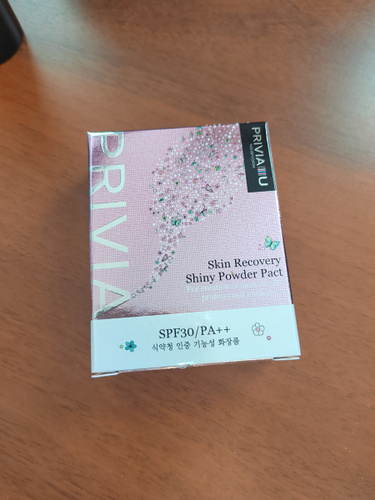 PRIVIA
PRIVIA U
Skin Recovery
Shiny Powder Pact
SPF30/PA++
식약청 인증 기능성 화장품